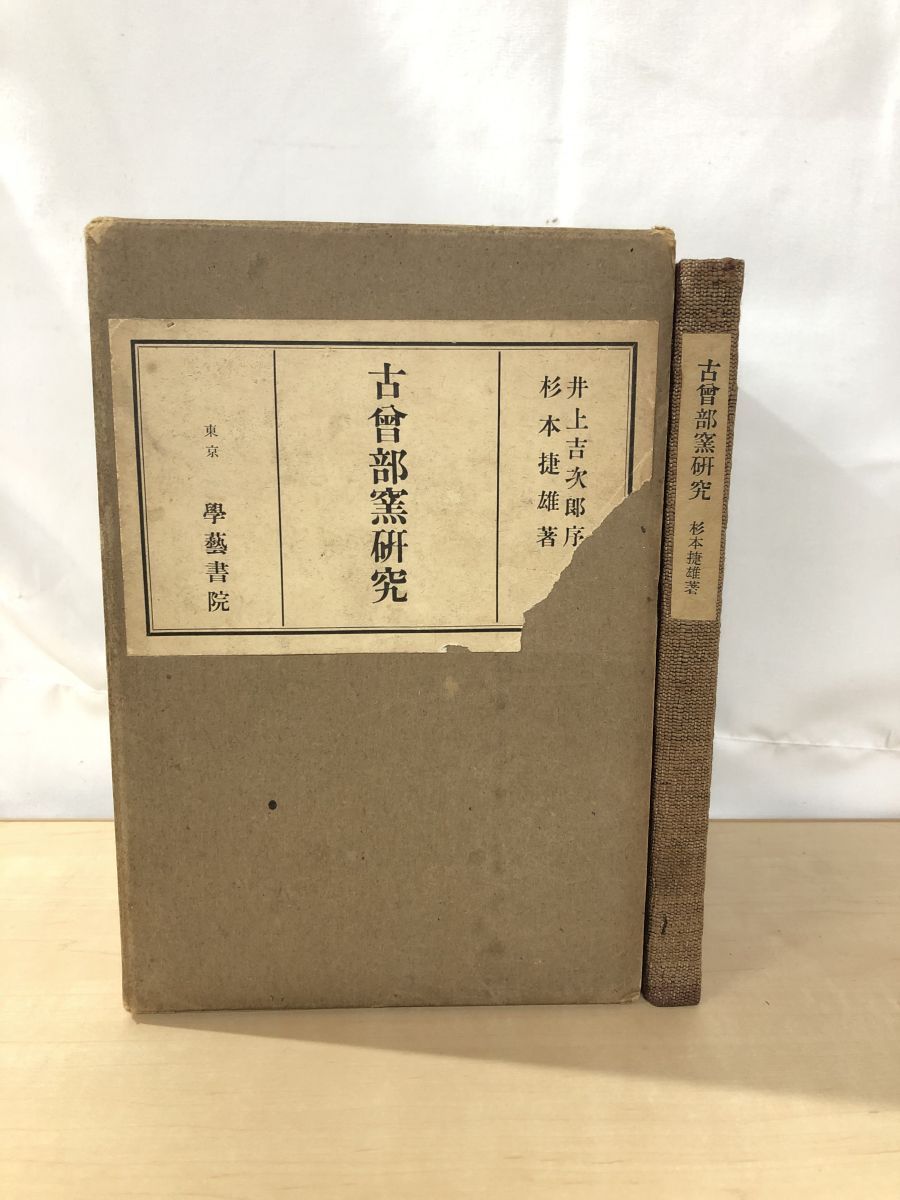 井上吉次郎序
杉本捷雄著
古曾部窯研究
東京 學藝書院
古曾部窯研究 杉本捷雄著